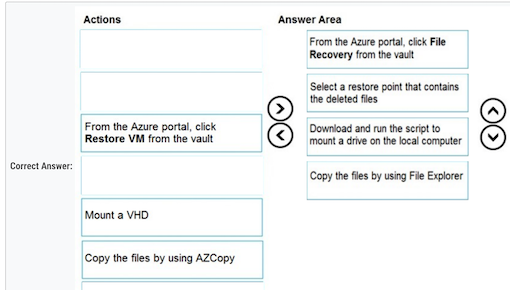 Actions
Answer Area
From the Azure portal, click File
Recovery from the vault
Select a restore point that contains
the deleted files
From the Azure portal, click
Restore VM from the vault
Download and run the script to
mount a drive on the local computer
Correct Answer:
Copy the files by using File Explorer
Mount a VHD
Copy the files by using AZCopy